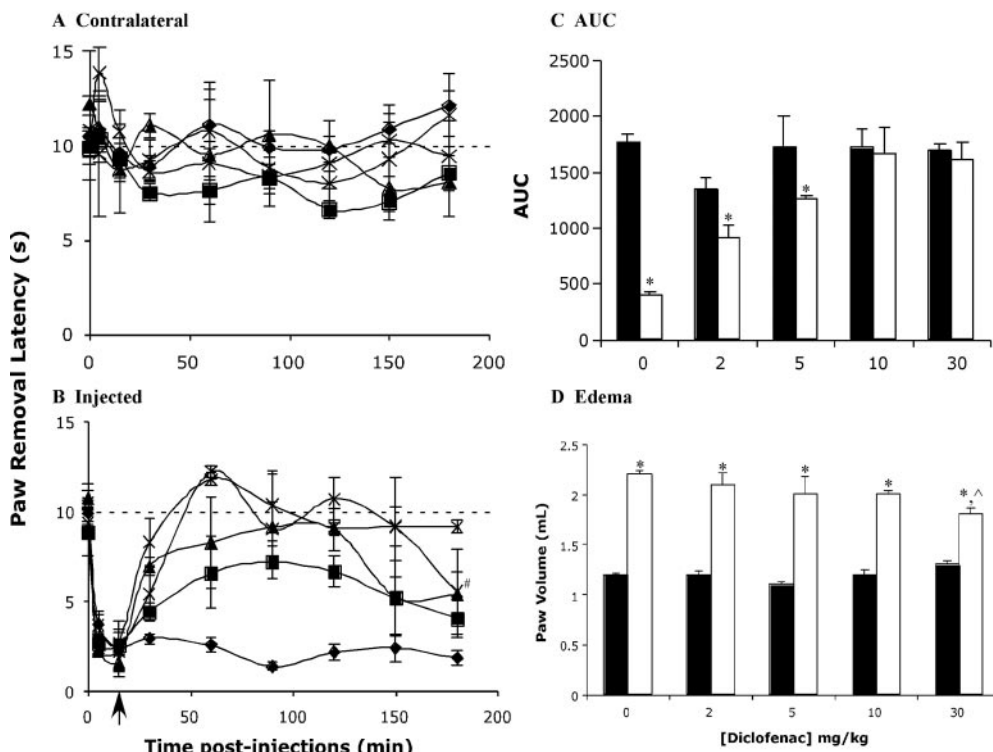 A Contralateral
15
10
5
0
0 50 100 150 200
B Injected
15
10
5
0
#
0 50 100 150 200
Time post-injections (min)
Paw Removal Latency (s)
C AUC
2500
2000
1500
1000
500
0
AUC
* * *
0 2 5 10 30
D Edema
2.5
2
1.5
1
0.5
0
Paw Volume (mL)
* * * * *,^
0 2 5 10 30
[Diclofenac] mg/kg